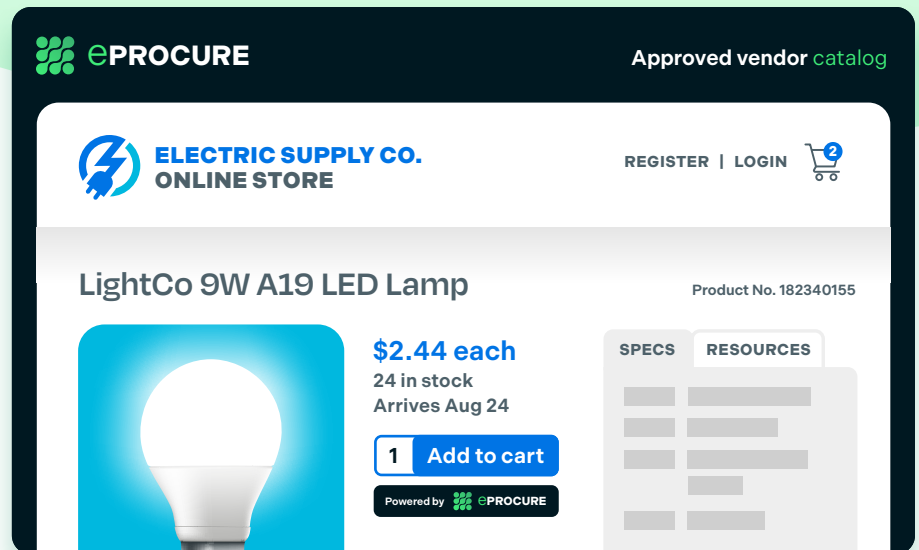 ePROCURE
Approved vendor catalog
ELECTRIC SUPPLY CO.
ONLINE STORE
REGISTER | LOGIN
2
LightCo 9W A19 LED Lamp
Product No. 182340155
$2.44 each
24 in stock
Arrives Aug 24
1 Add to cart
Powered by ePROCURE
SPECS RESOURCES